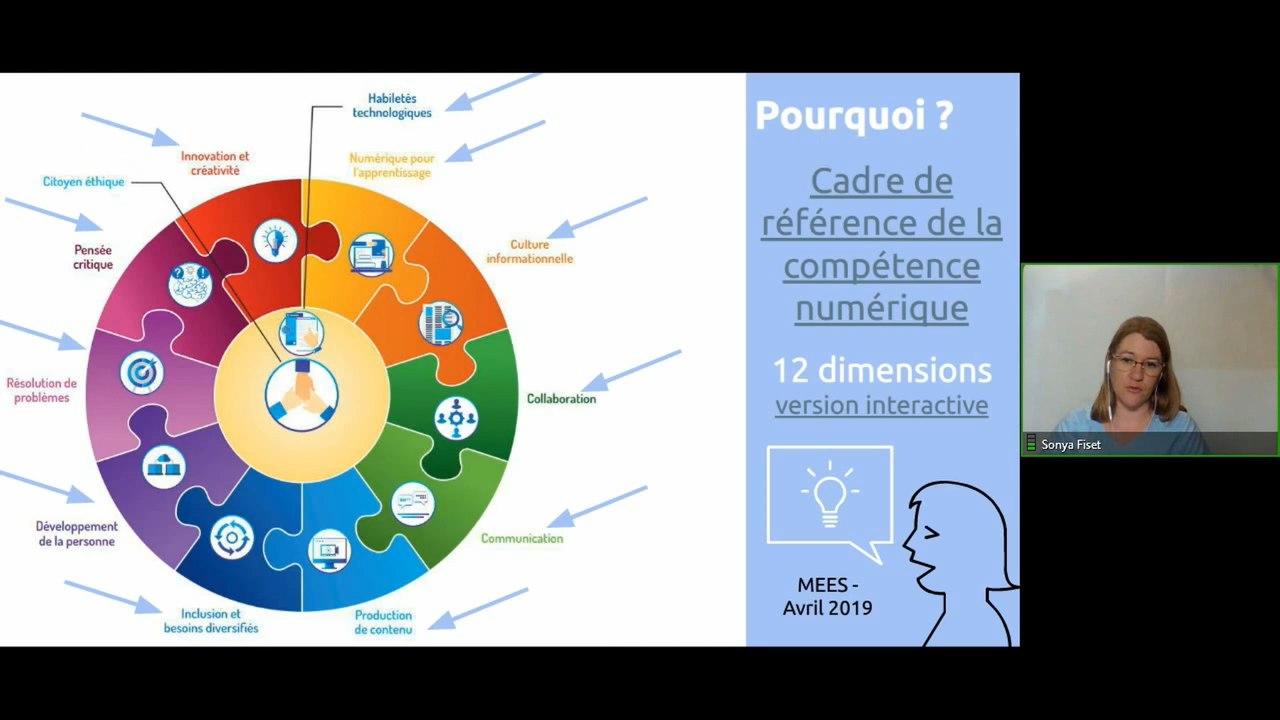 Habiletés
technologiques
Innovation et
créativité
Numérique pour
l'apprentissage
Citoyen éthique
Pensée
critique
Culture
informationnelle
Résolution de
problèmes
Collaboration
Développement
de la personne
Communication
Inclusion et
besoins diversifiés
Production
de contenu
Pourquoi ?
Cadre de
référence de la
compétence
numérique
12 dimensions
version interactive
MEES -
Avril 2019
Sonya Fiset